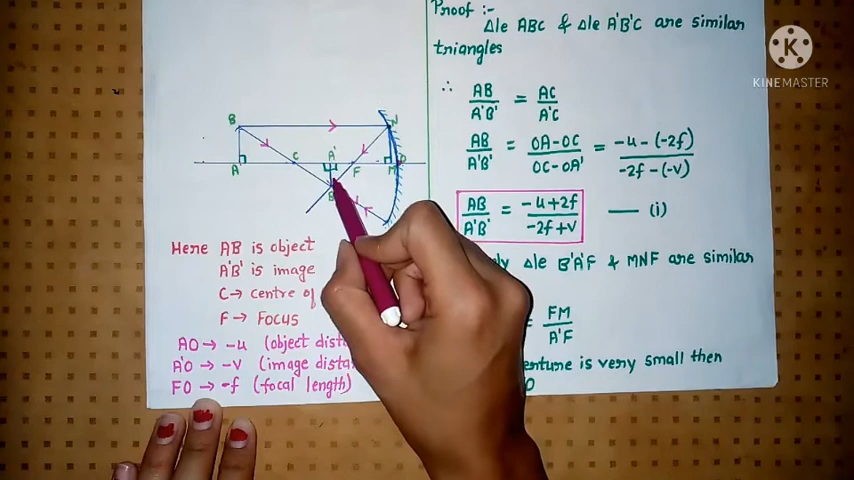 Proof :-
Δle ABC & Δle A'B'C are similar
triangles
∴ AB/A'B' = AC/A'C
AB/A'B' = OA-OC/OC-OA' = -u-(-2f)/-2f-(-v)
AB/A'B' = -u+2f/-2f+v —— (i)
Δle B'A'F & MNF are similar
= FM/A'F
is very small then
B
N
A
C
A'
F
M
O
Here AB is object
A'B' is image
C→ centre of
F→ Focus
AO → -u (object
A'O → -v (image
FO → -f (focal length)
K
KINEMASTER